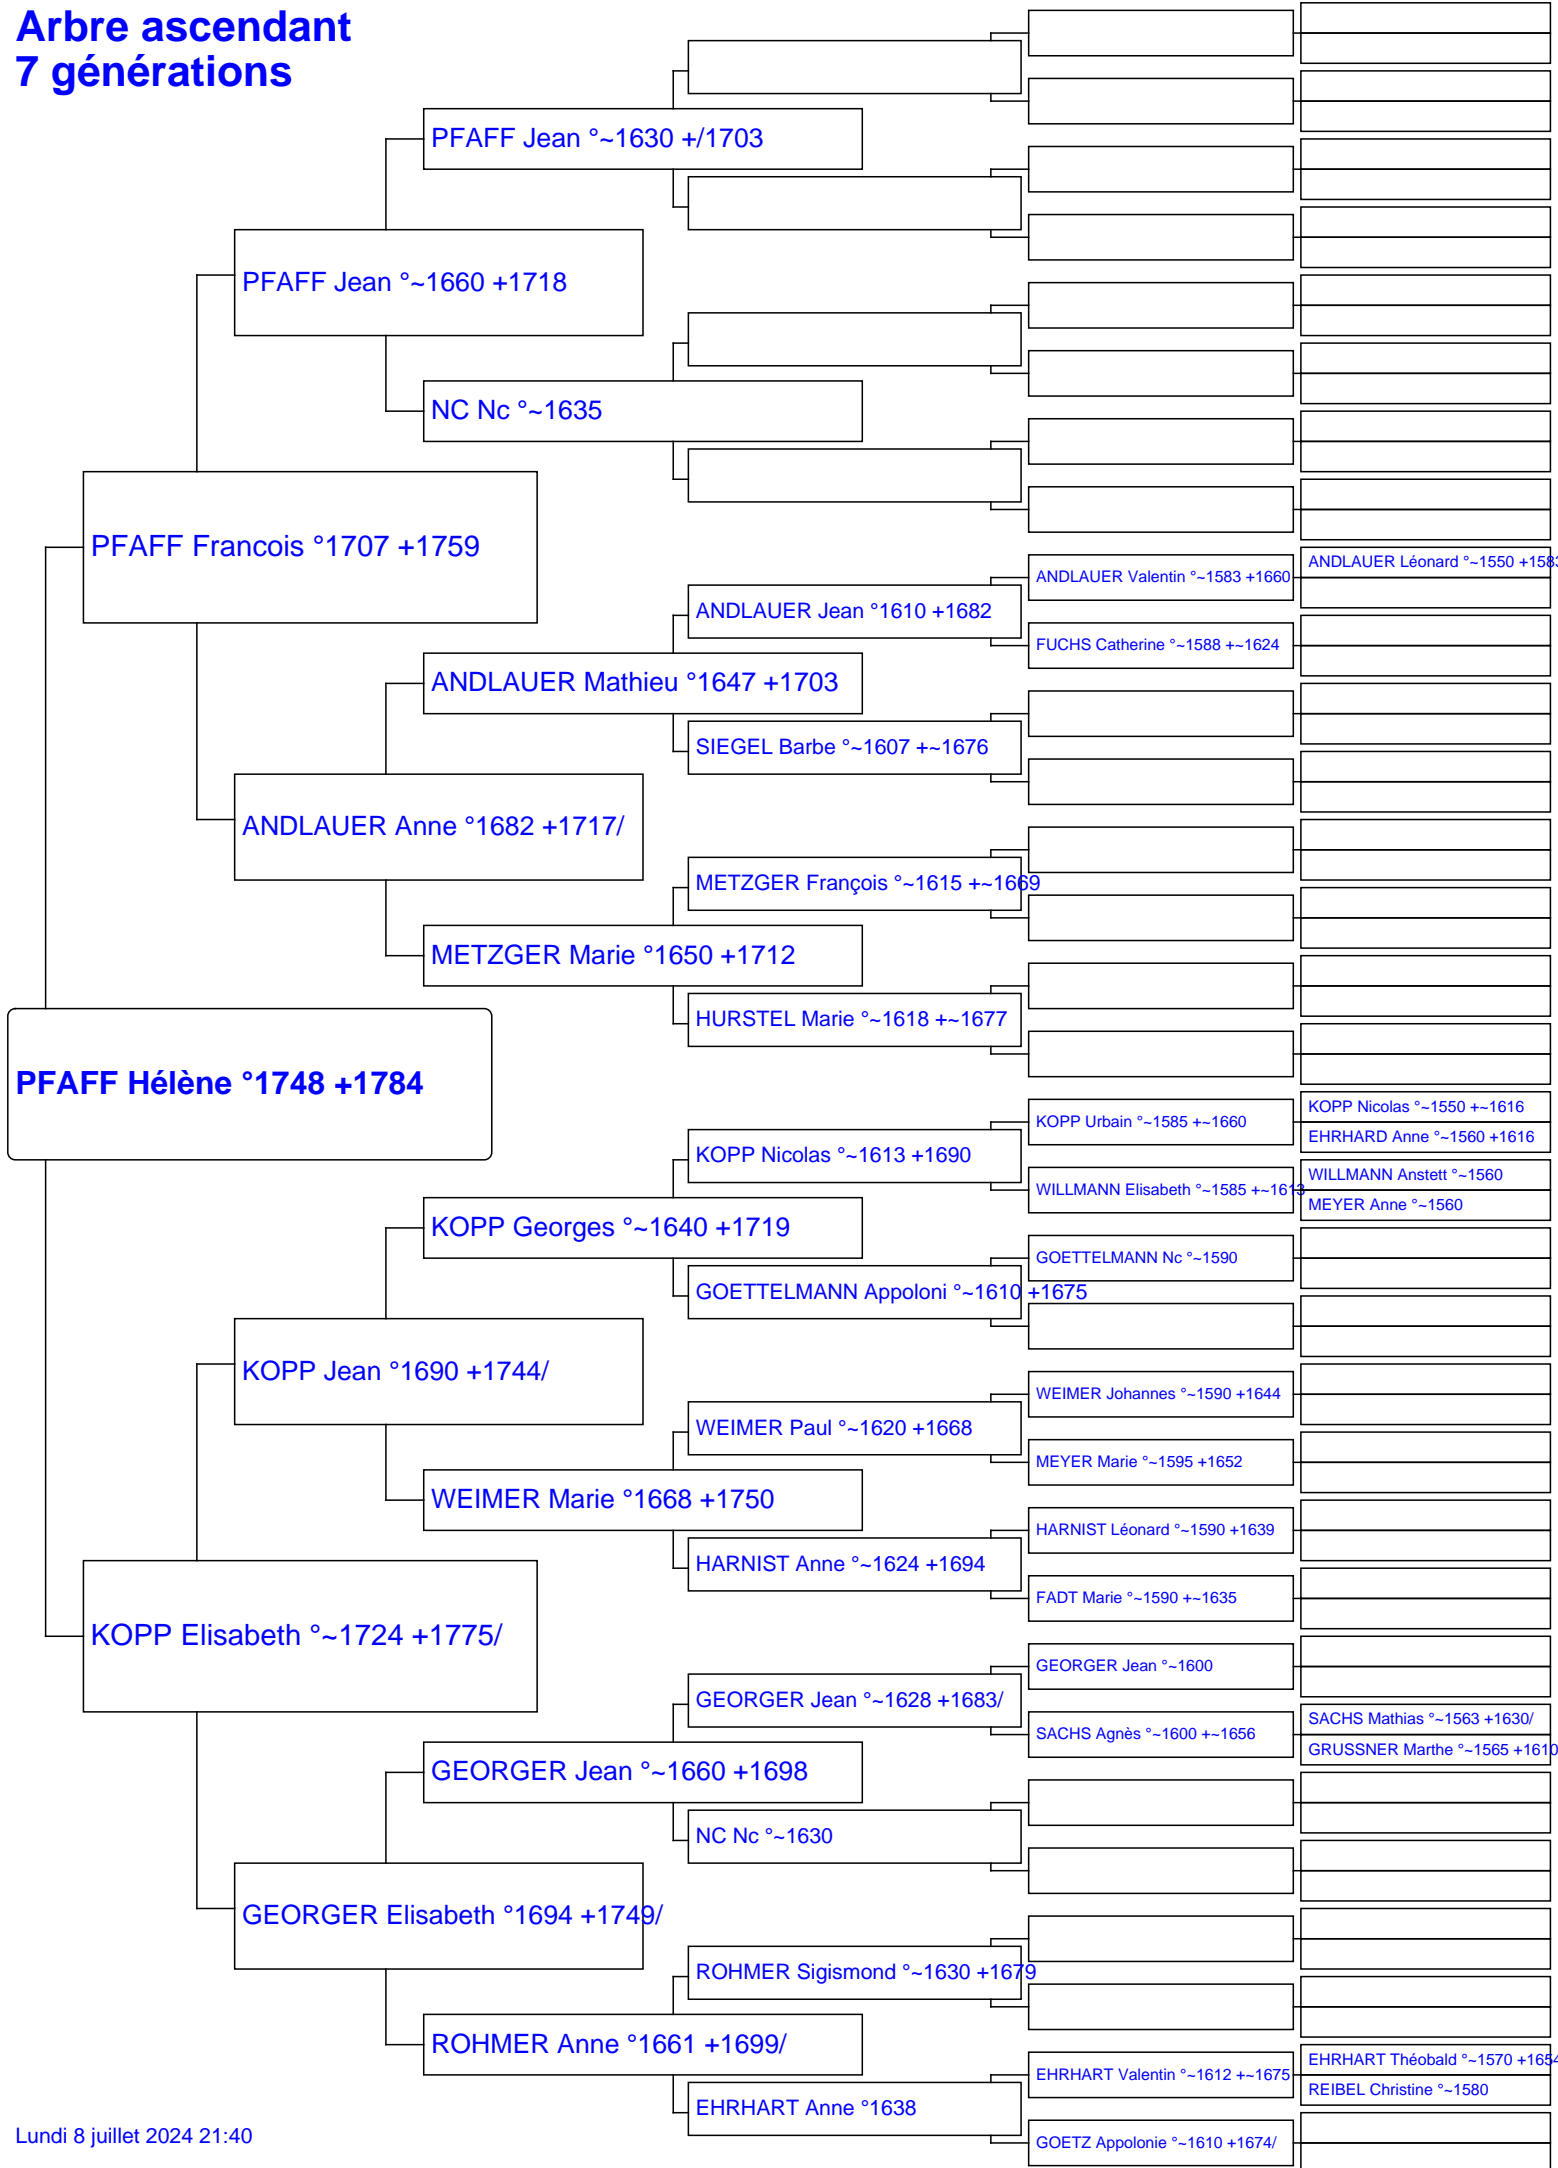 Arbre ascendant
7 générations
PFAFF Jean °~1630 +/1703
PFAFF Jean °~1660 +1718
NC Nc °~1635
PFAFF Francois °1707 +1759
ANDLAUER Léonard °~1550 +1583
ANDLAUER Valentin °~1583 +1660
ANDLAUER Jean °1610 +1682
FUCHS Catherine °~1588 +~1624
ANDLAUER Mathieu °1647 +1703
SIEGEL Barbe °~1607 +~1676
ANDLAUER Anne °1682 +1717/
METZGER François °~1615 +~1669
METZGER Marie °1650 +1712
HURSTEL Marie °~1618 +~1677
PFAFF Hélène °1748 +1784
KOPP Nicolas °~1550 +~1616
KOPP Urbain °~1585 +~1660
EHRHARD Anne °~1560 +1616
KOPP Nicolas °~1613 +1690
WILLMANN Anstett °~1560
WILLMANN Elisabeth °~1585 +~1613
MEYER Anne °~1560
KOPP Georges °~1640 +1719
GOETTELMANN Nc °~1590
GOETTELMANN Appoloni °~1610 +1675
KOPP Jean °1690 +1744/
WEIMER Johannes °~1590 +1644
WEIMER Paul °~1620 +1668
MEYER Marie °~1595 +1652
WEIMER Marie °1668 +1750
HARNIST Léonard °~1590 +1639
HARNIST Anne °~1624 +1694
FADT Marie °~1590 +~1635
KOPP Elisabeth °~1724 +1775/
GEORGER Jean °~1600
GEORGER Jean °~1628 +1683/
SACHS Mathias °~1563 +1630/
SACHS Agnès °~1600 +~1656
GRUSSNER Marthe °~1565 +1610
GEORGER Jean °~1660 +1698
NC Nc °~1630
GEORGER Elisabeth °1694 +1749/
ROHMER Sigismond °~1630 +1679
ROHMER Anne °1661 +1699/
EHRHART Théobald °~1570 +1654
EHRHART Valentin °~1612 +~1675
REIBEL Christine °~1580
EHRHART Anne °1638
GOETZ Appolonie °~1610 +1674/
Lundi 8 juillet 2024 21:40